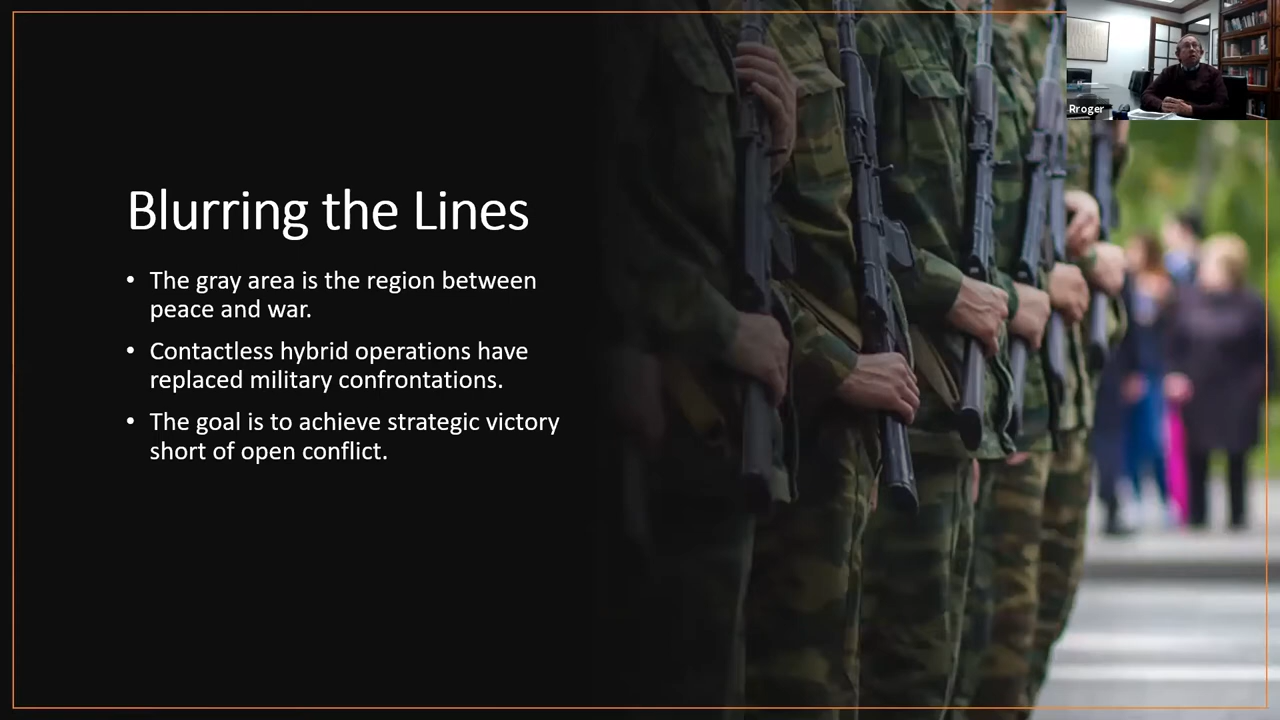 Blurring the Lines
• The gray area is the region between
peace and war.
• Contactless hybrid operations have
replaced military confrontations.
• The goal is to achieve strategic victory
short of open conflict.
Rroger